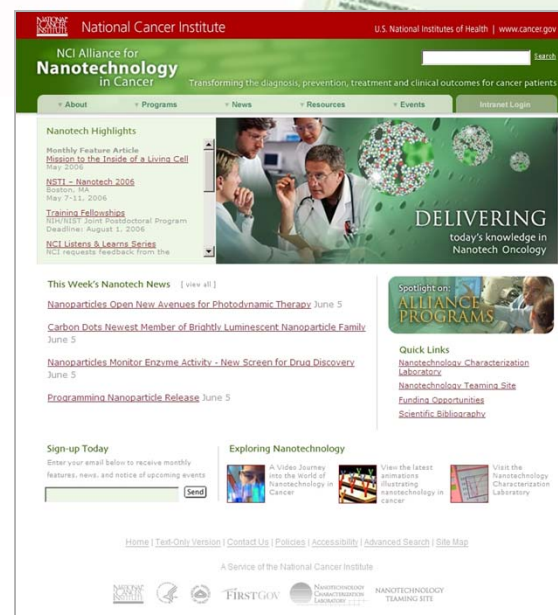 NATIONAL CANCER INSTITUTE
National Cancer Institute
U.S. National Institutes of Health | www.cancer.gov
NCI Alliance for
Nanotechnology
in Cancer
Search
Transforming the diagnosis, prevention, treatment and clinical outcomes for cancer patients
About
Programs
News
Resources
Events
Intranet Login
Nanotech Highlights
Monthly Feature Article
Mission to the Inside of a Living Cell
May 2006
NSTI – Nanotech 2006
Boston, MA
May 7-11, 2006
Training Fellowships
NIH/NIST Joint Postdoctoral Program
Deadline: August 1, 2006
NCI Listens & Learns Series
NCI requests feedback from the
DELIVERING
today's knowledge in
Nanotech Oncology
This Week's Nanotech News [ view all ]
Nanoparticles Open New Avenues for Photodynamic Therapy June 5
Carbon Dots Newest Member of Brightly Luminescent Nanoparticle Family
June 5
Nanoparticles Monitor Enzyme Activity - New Screen for Drug Discovery
June 5
Programming Nanoparticle Release June 5
Spotlight on:
ALLIANCE
PROGRAMS
Quick Links
Nanotechnology Characterization
Laboratory
Nanotechnology Teaming Site
Funding Opportunities
Scientific Bibliography
Sign-up Today
Enter your email below to receive monthly
features, news, and notice of upcoming events
Send
Exploring Nanotechnology
A Video Journey
into the World of
Nanotechnology in
Cancer
View the latest
animations
illustrating
nanotechnology in
cancer
Visit the
Nanotechnology
Characterization
Laboratory
Home | Text-Only Version | Contact Us | Policies | Accessibility | Advanced Search | Site Map
A Service of the National Cancer Institute
NATIONAL CANCER INSTITUTE
FIRSTGOV
NANOTECHNOLOGY
CHARACTERIZATION
LABORATORY
NANOTECHNOLOGY
TEAMING SITE